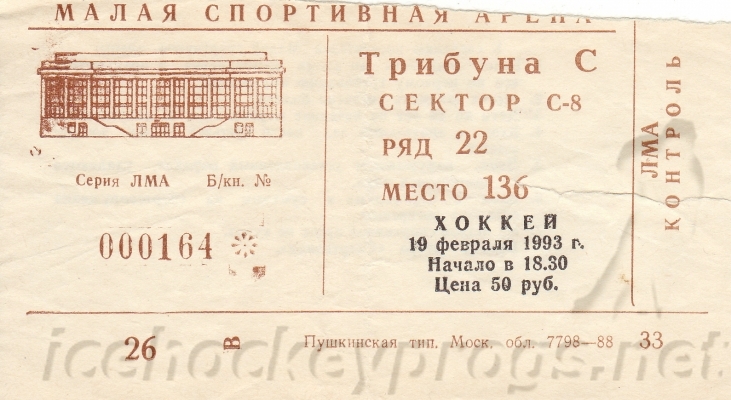 МАЛАЯ СПОРТИВНАЯ АРЕНА
Трибуна С
СЕКТОР С-8
РЯД 22
МЕСТО 136
ХОККЕЙ
19 февраля 1993 г.
Начало в 18.30
Цена 50 руб.
Серия ЛМА Б/кн. №
000164
ЛМА
КОНТРОЛЬ
26 В Пушкинская тип. Моск. обл. 7798—88 33
icehockeyprogs.net